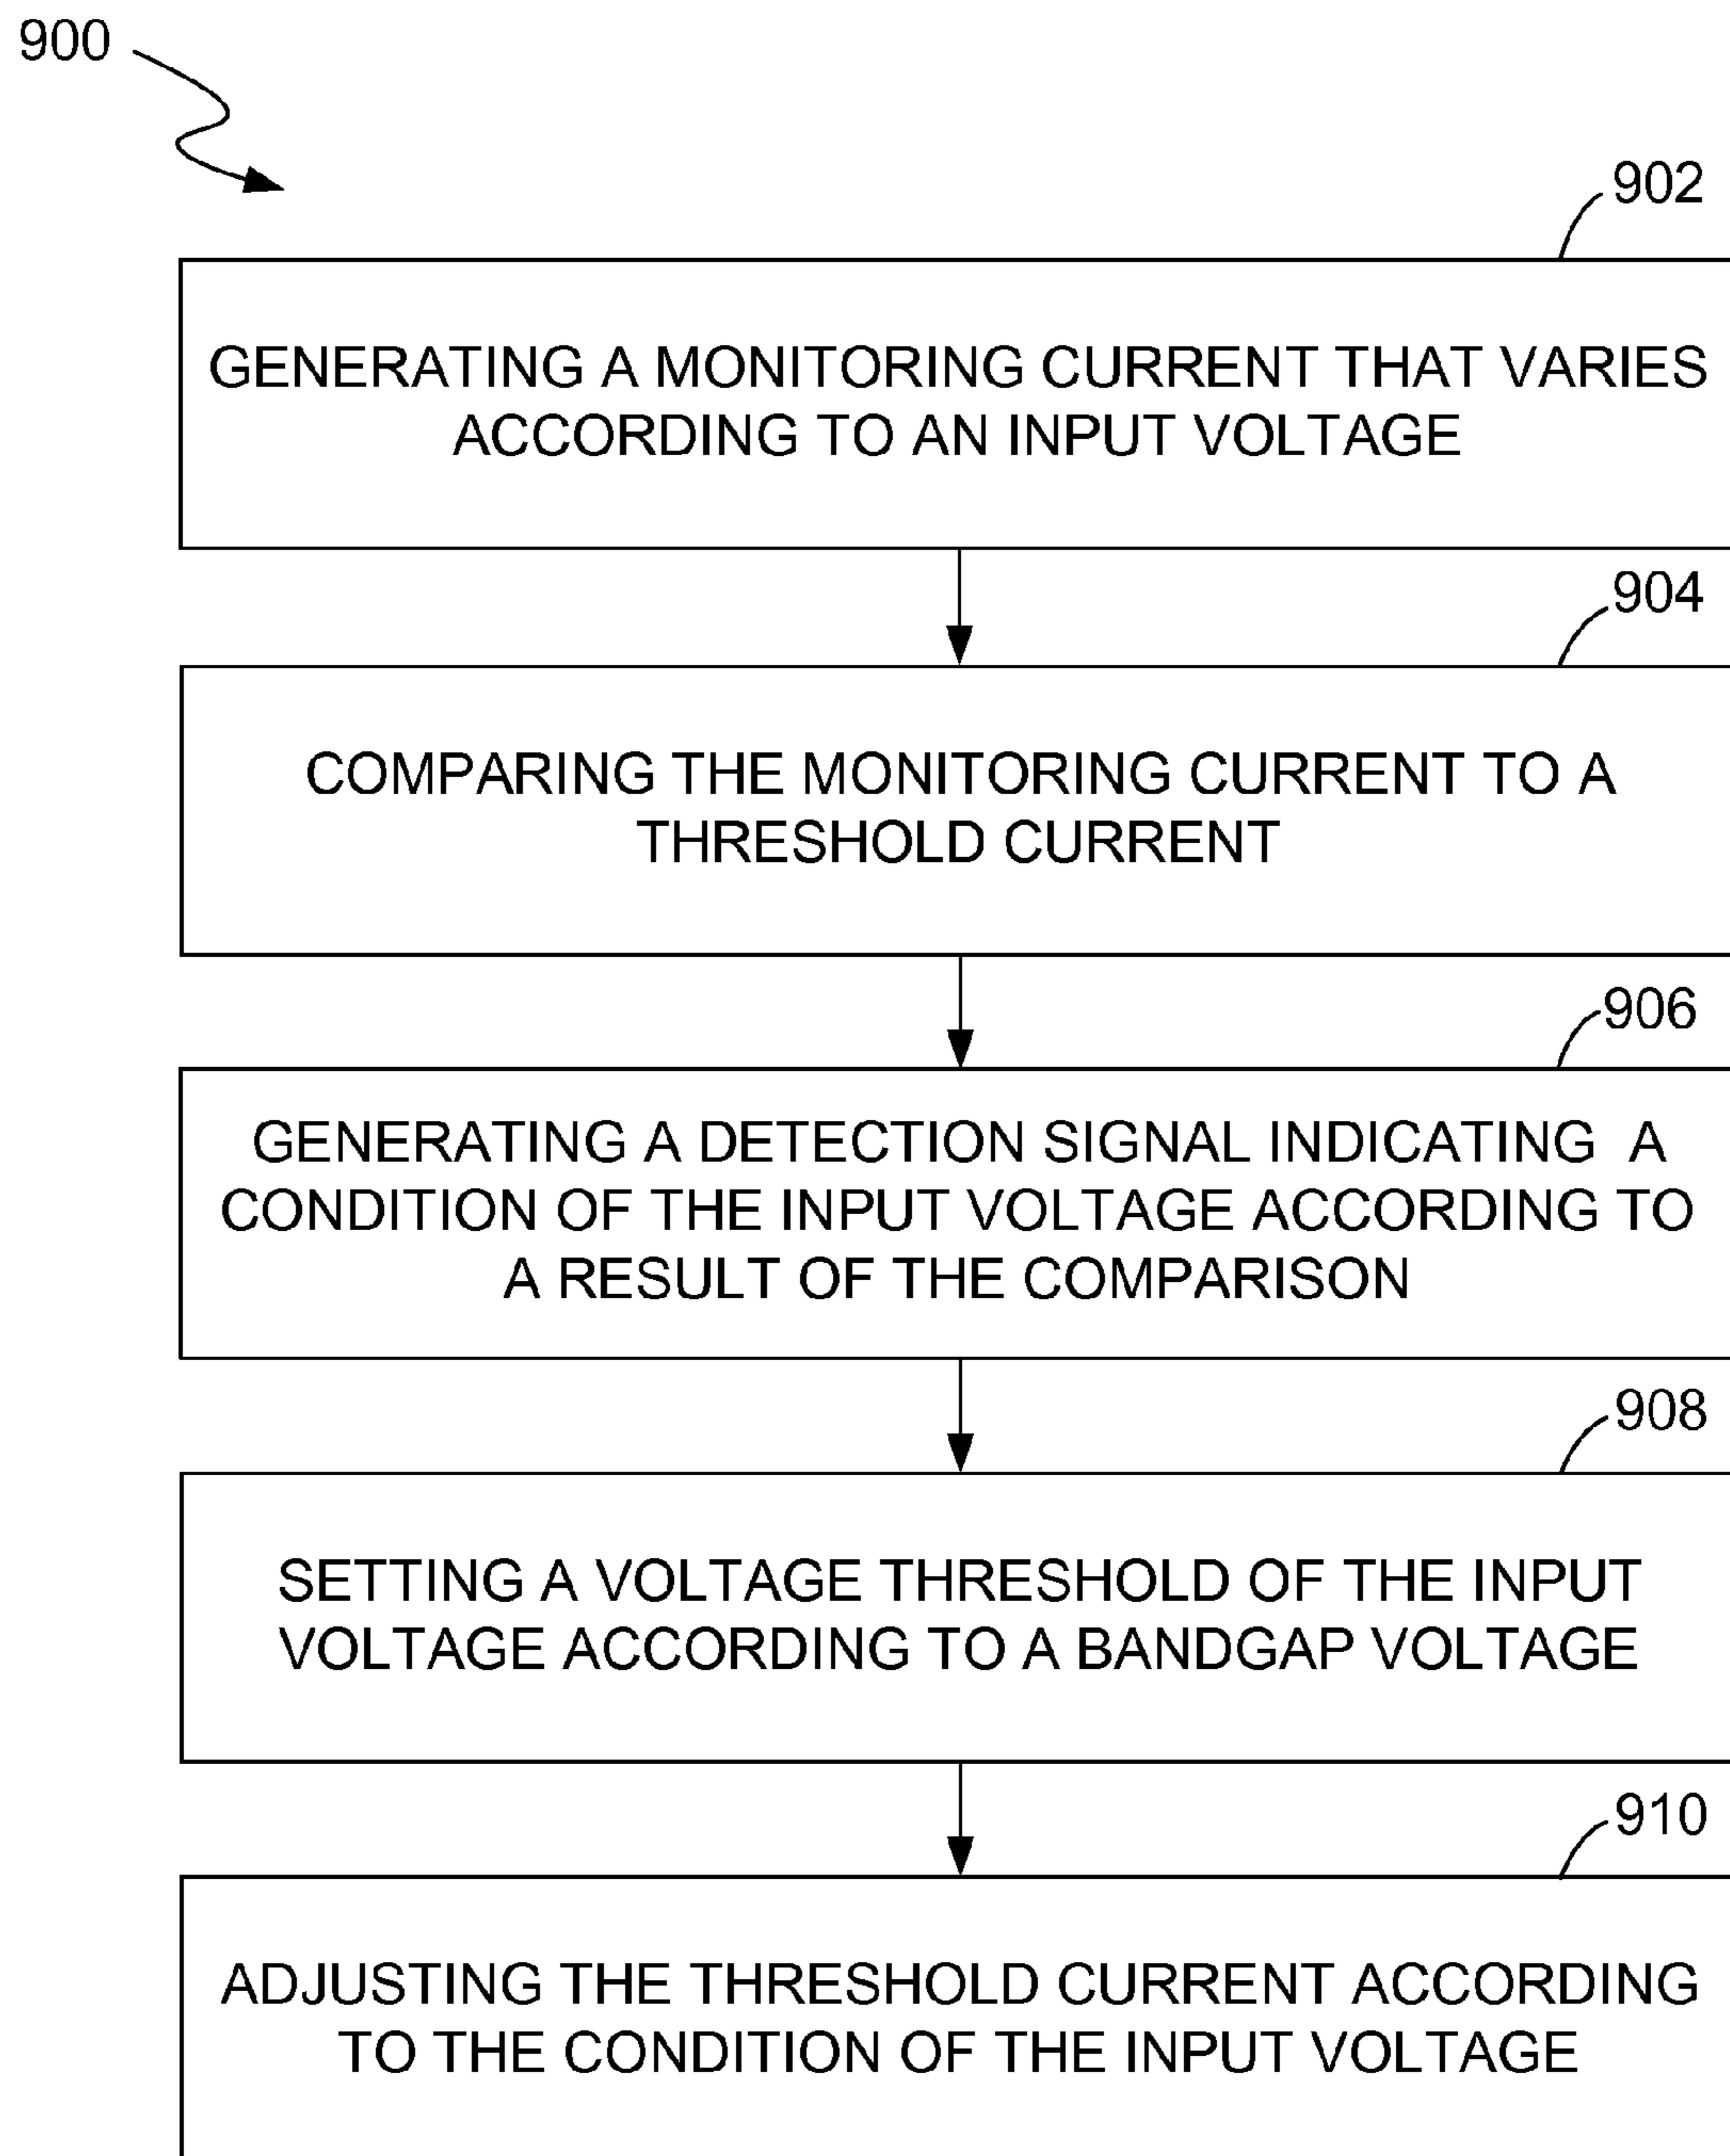 900
902
GENERATING A MONITORING CURRENT THAT VARIES
ACCORDING TO AN INPUT VOLTAGE
904
COMPARING THE MONITORING CURRENT TO A
THRESHOLD CURRENT
906
GENERATING A DETECTION SIGNAL INDICATING A
CONDITION OF THE INPUT VOLTAGE ACCORDING TO
A RESULT OF THE COMPARISON
908
SETTING A VOLTAGE THRESHOLD OF THE INPUT
VOLTAGE ACCORDING TO A BANDGAP VOLTAGE
910
ADJUSTING THE THRESHOLD CURRENT ACCORDING
TO THE CONDITION OF THE INPUT VOLTAGE